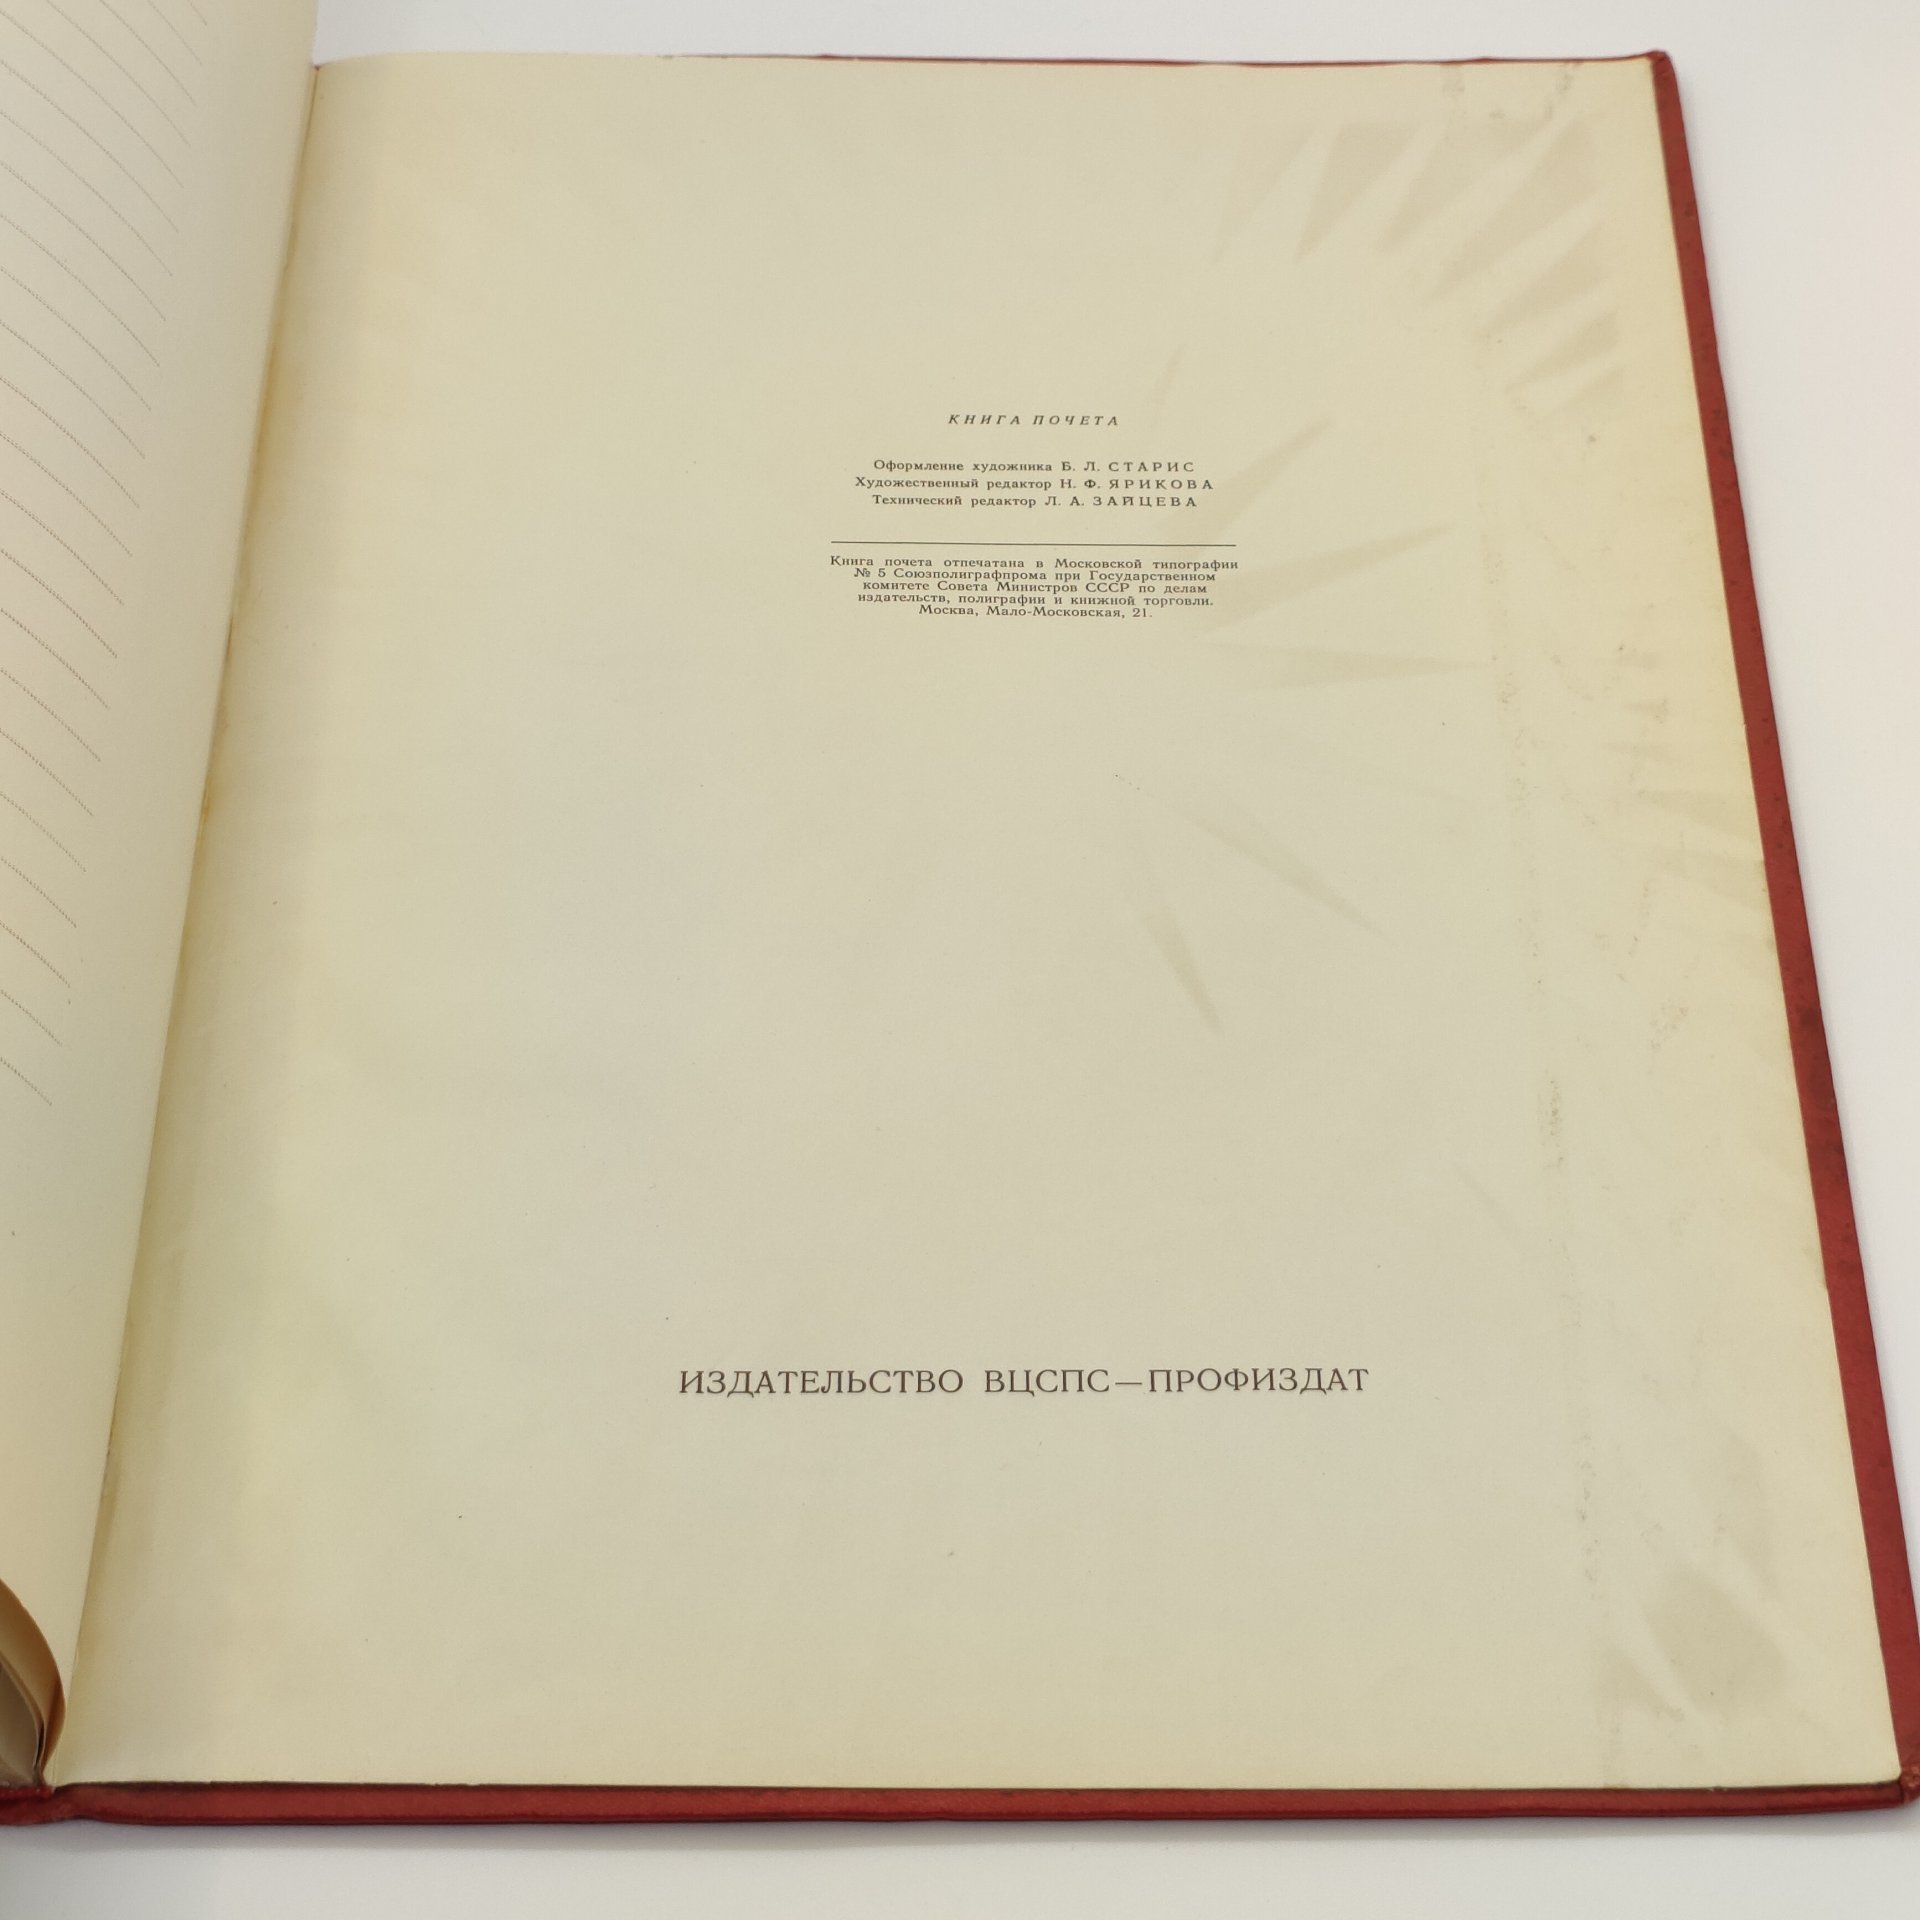 КНИГА ПОЧЕТА
Оформление художника Б. Л. СТАРИС
Художественный редактор Н. Ф. ЯРИКОВА
Технический редактор Л. А. ЗАЙЦЕВА
Книга почета отпечатана в Московской типографии
№ 5 Союзполиграфпрома при Государственном
комитете Совета Министров СССР по делам
издательств, полиграфии и книжной торговли.
Москва, Мало-Московская, 21.
ИЗДАТЕЛЬСТВО ВЦСПС—ПРОФИЗДАТ